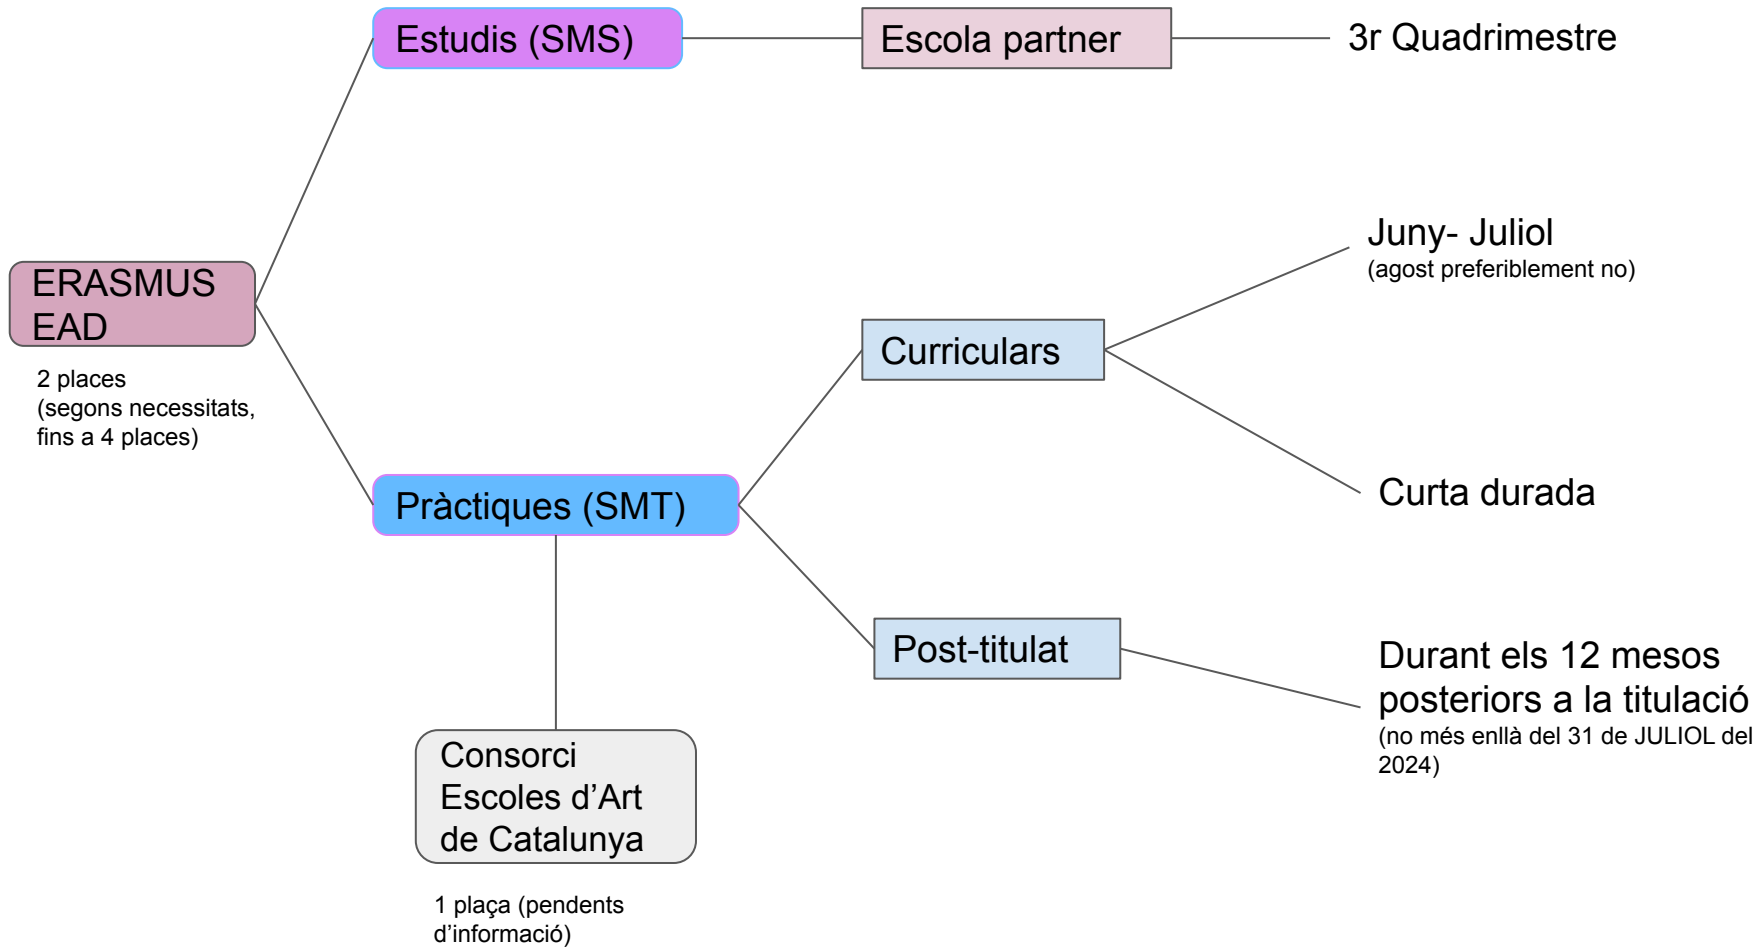 Estudis (SMS)
Escola partner
3r Quadrimestre
ERASMUS
EAD
2 places
(segons necessitats,
fins a 4 places)
Juny- Juliol
(agost preferiblement no)
Curriculars
Curta durada
Pràctiques (SMT)
Post-titulat
Durant els 12 mesos
posteriors a la titulació
(no més enllà del 31 de JULIOL del
2024)
Consorci
Escoles d’Art
de Catalunya
1 plaça (pendents
d’informació)